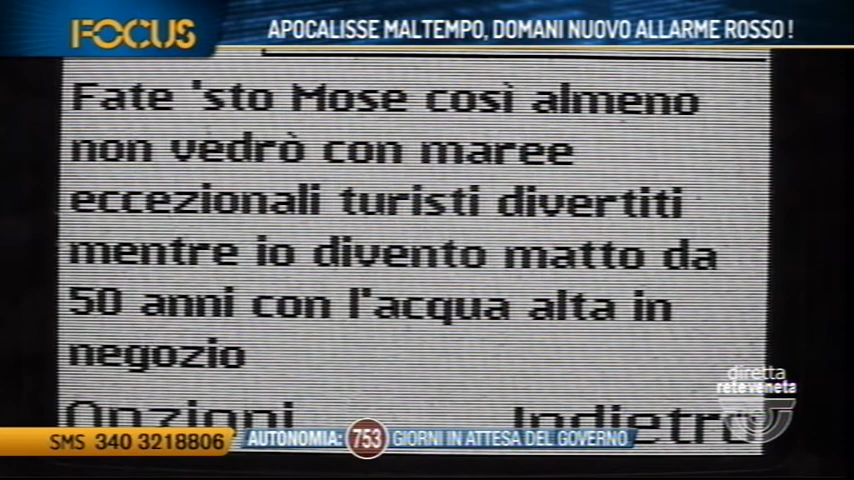 FOCUS
APOCALISSE MALTEMPO, DOMANI NUOVO ALLARME ROSSO !
Fate 'sto Mose così almeno
non vedrò con maree
eccezionali turisti divertiti
mentre io divento matto da
50 anni con l'acqua alta in
negozio
Opzioni Indietro
diretta
reteveneta
SMS 340 3218806
AUTONOMIA: 753 GIORNI IN ATTESA DEL GOVERNO